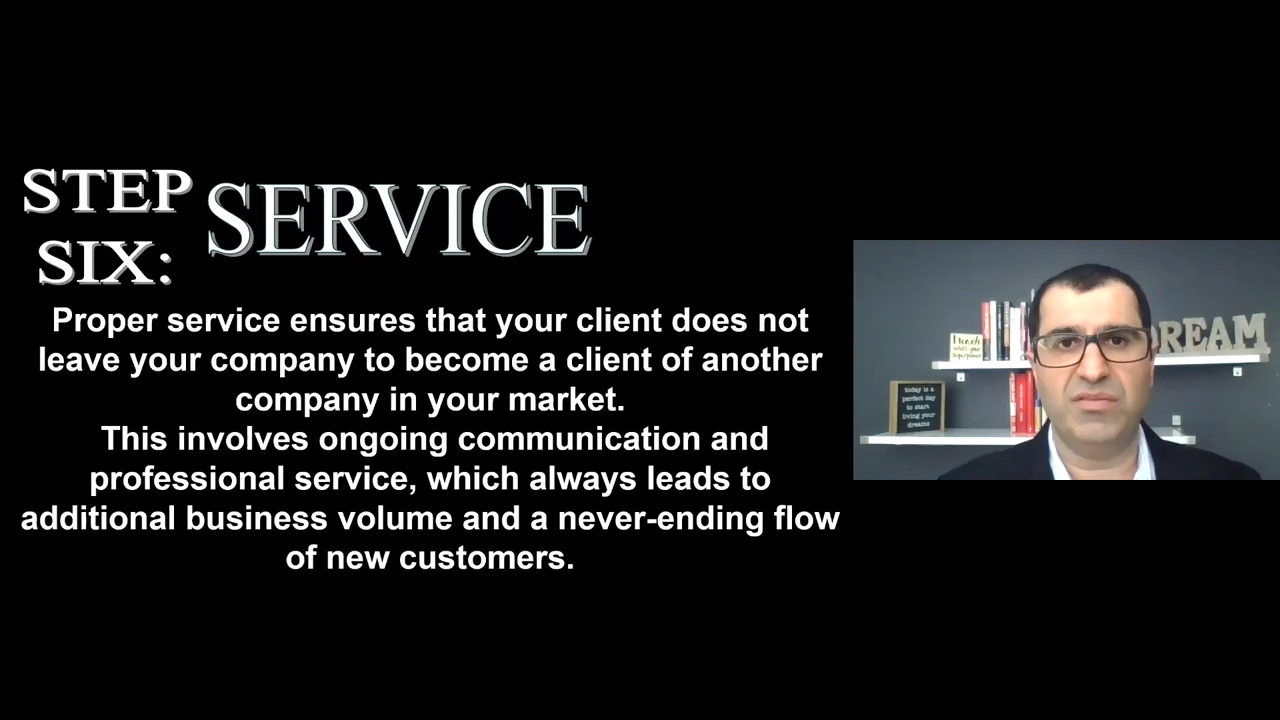 STEP
SIX:
SERVICE
Proper service ensures that your client does not
leave your company to become a client of another
company in your market.
This involves ongoing communication and
professional service, which always leads to
additional business volume and a never-ending flow
of new customers.
DREAM
today is a
perfect day
to start
living your
dreams